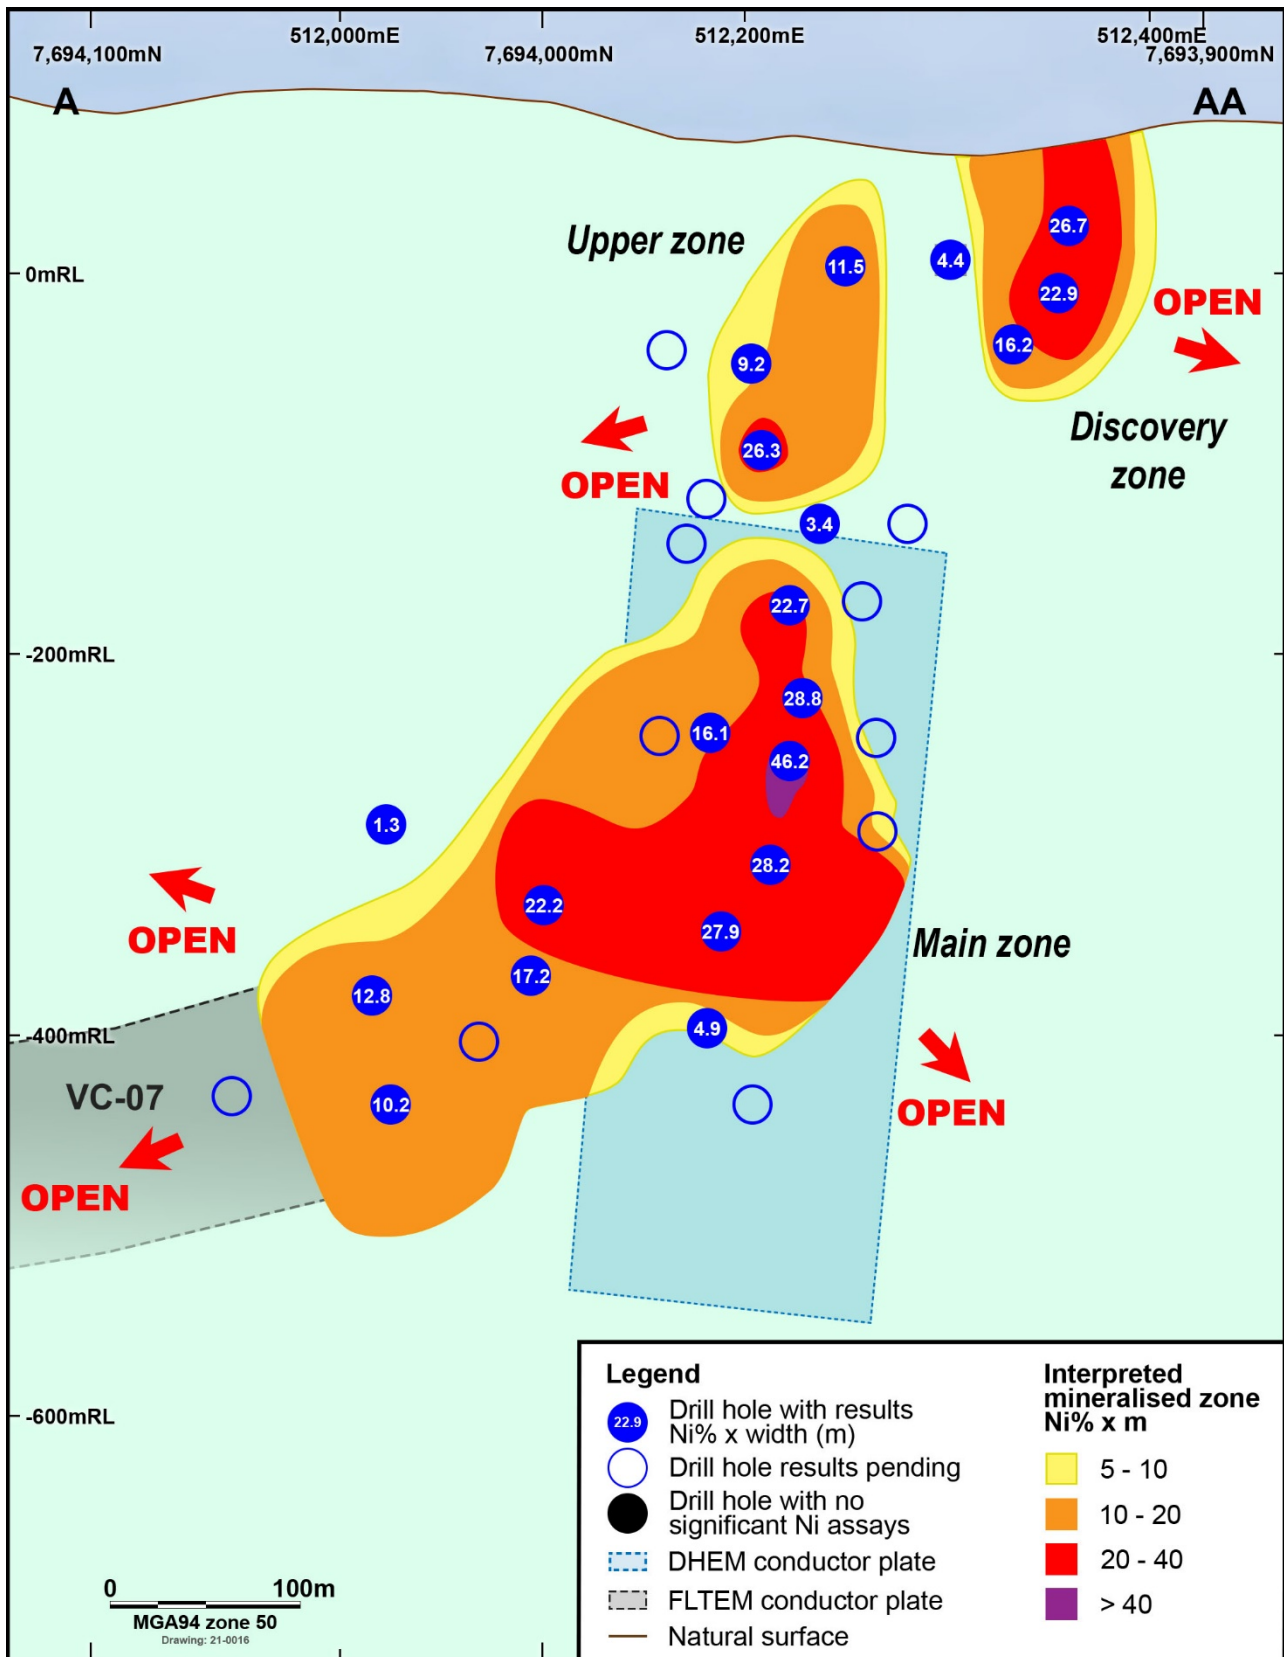 512,000mE
512,200mE
512,400mE
7,694,100mN
7,694,000mN
7,693,900mN
A
AA
Upper zone
26.7
4.4
11.5
0mRL
22.9
OPEN
16.2
9.2
Discovery
zone
26.3
OPEN
3.4
22.7
-200mRL
28.8
16.1
46.2
1.3
28.2
22.2
27.9
OPEN
Main zone
17.2
12.8
4.9
-400mRL
VC-07
10.2
OPEN
OPEN
Legend
22.9
Drill hole with results
Ni% x width (m)
Drill hole results pending
Drill hole with no
significant Ni assays
DHEM conductor plate
FLTEM conductor plate
Natural surface
Interpreted
mineralised zone
Ni% x m
5 - 10
10 - 20
20 - 40
> 40
-600mRL
0
100m
MGA94 zone 50
Drawing: 21-0016